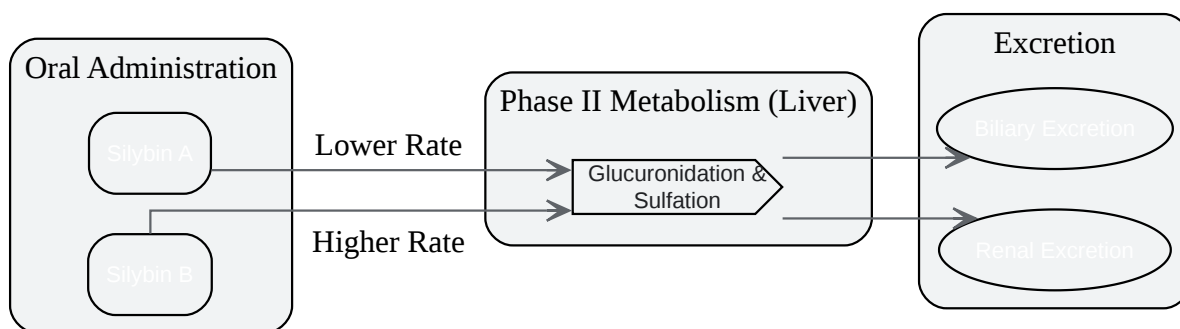 Oral Administration
Silybin A
Silybin B
Lower Rate
Higher Rate
Phase II Metabolism (Liver)
Glucuronidation &
Sulfation
Excretion
Biliary Excretion
Renal Excretion